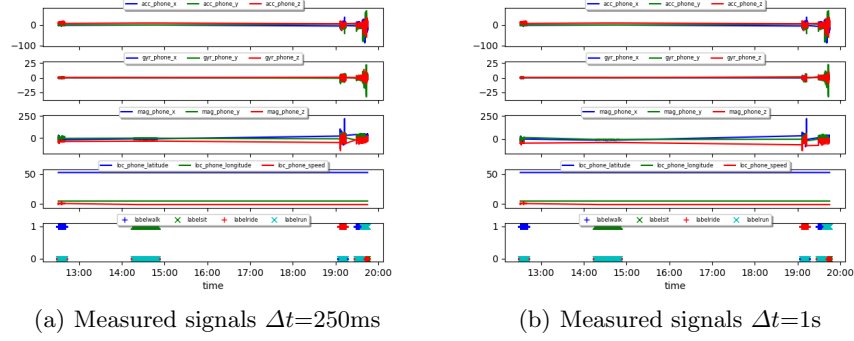 acc_phone_x acc_phone_y acc_phone_z
0
−100
gyr_phone_x gyr_phone_y gyr_phone_z
25
0
−25
mag_phone_x mag_phone_y mag_phone_z
250
0
loc_phone_latitude loc_phone_longitude loc_phone_speed
50
0
labelwalk labelsit labelride labelrun
1
0
13:00 14:00 15:00 16:00 17:00 18:00 19:00 20:00
time
(a) Measured signals Δt=250ms
acc_phone_x acc_phone_y acc_phone_z
0
−100
gyr_phone_x gyr_phone_y gyr_phone_z
25
0
−25
mag_phone_x mag_phone_y mag_phone_z
250
0
loc_phone_latitude loc_phone_longitude loc_phone_speed
50
0
labelwalk labelsit labelride labelrun
1
0
13:00 14:00 15:00 16:00 17:00 18:00 19:00 20:00
time
(b) Measured signals Δt=1s